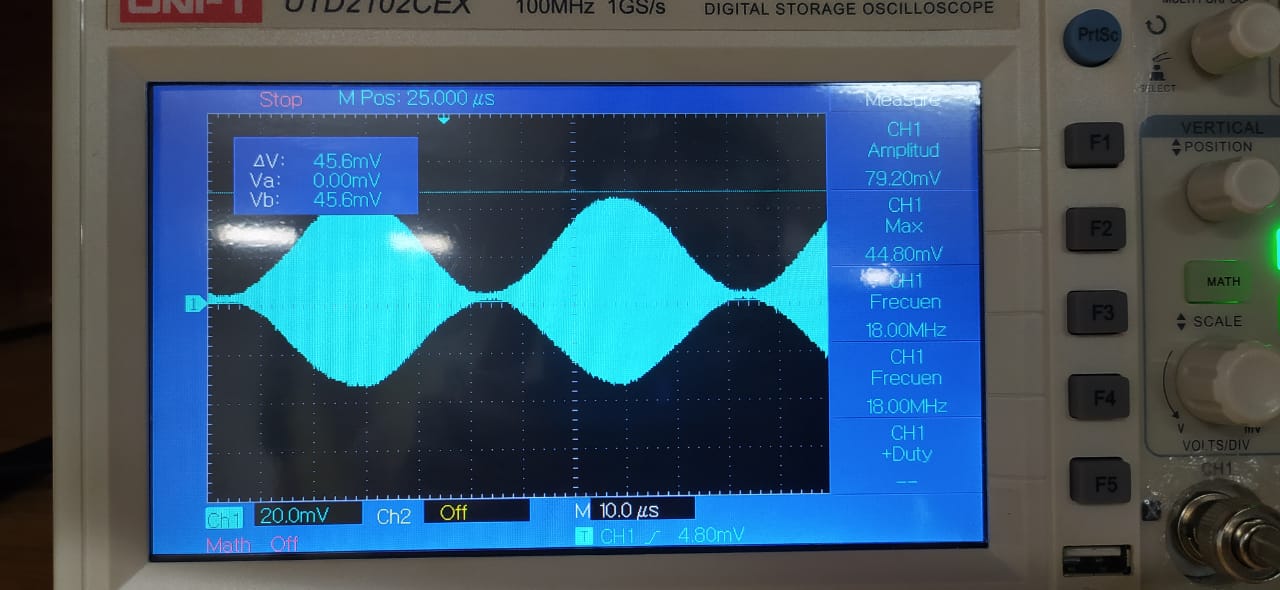 UNI-T UTD2102CEX 100MHz 1GS/s DIGITAL STORAGE OSCILLOSCOPE
PrtSc
SELECT
Stop M Pos: 25.000 μs
Measure
ΔV: 45.6mV
Va: 0.00mV
Vb: 45.6mV
CH1
Amplitud
79.20mV
CH1
Max
44.80mV
CH1
Frecuen
18.00MHz
CH1
Frecuen
18.00MHz
CH1
+Duty
--
1
Ch1 20.0mV Ch2 Off M 10.0 μs
Math Off
T CH1 4.80mV
F1
F2
F3
F4
F5
VERTICAL
POSITION
MATH
SCALE
V mV
VOLTS/DIV
CH1